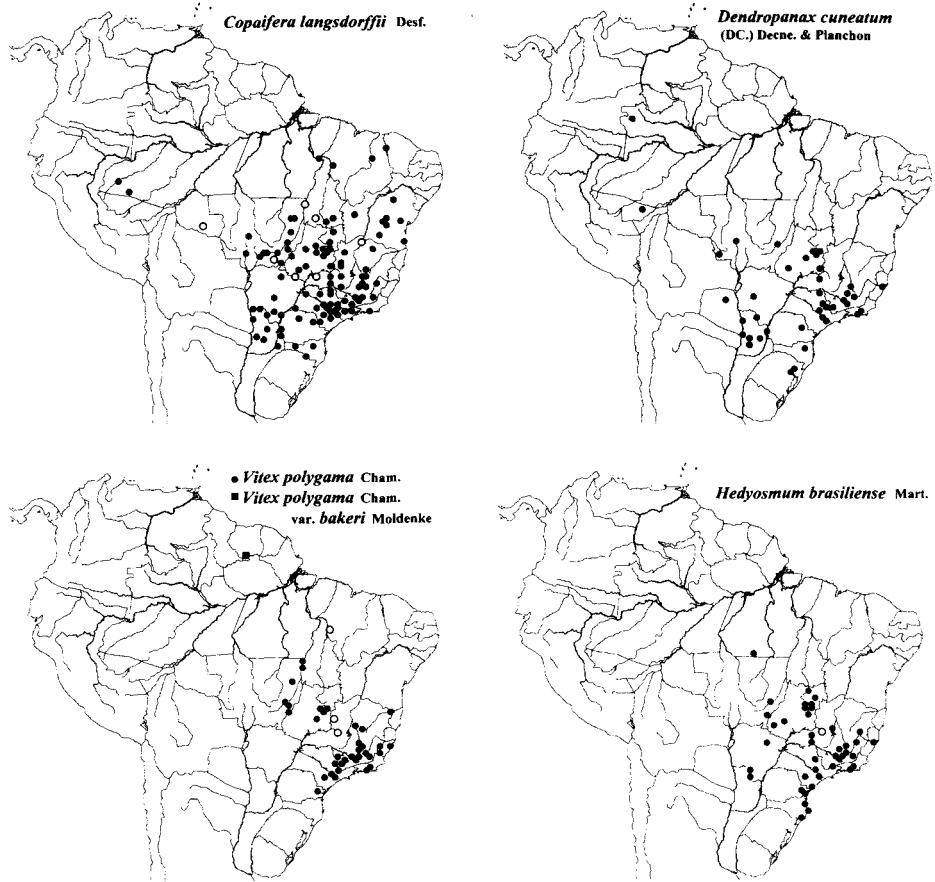 Copaifera langsdorffii Desf.
Dendropanax cuneatum
(DC.) Decne. & Planchon
● Vitex polygama Cham.
■ Vitex polygama Cham.
var. bakeri Moldenke
Hedyosmum brasiliense Mart.